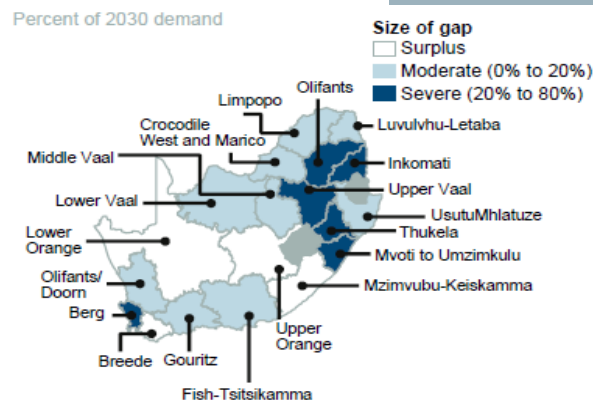 Percent of 2030 demand
Size of gap
Surplus
Moderate (0% to 20%)
Severe (20% to 80%)
Olifants
Limpopo
Luvulvhu-Letaba
Crocodile
West and Marico
Middle Vaal
Inkomati
Upper Vaal
Lower Vaal
UsutuMhlatuze
Thukela
Lower
Orange
Mvoti to Umzimkulu
Olifants/
Doorn
Mzimvubu-Keiskamma
Berg
Upper
Orange
Breede
Gouritz
Fish-Tsitsikamma